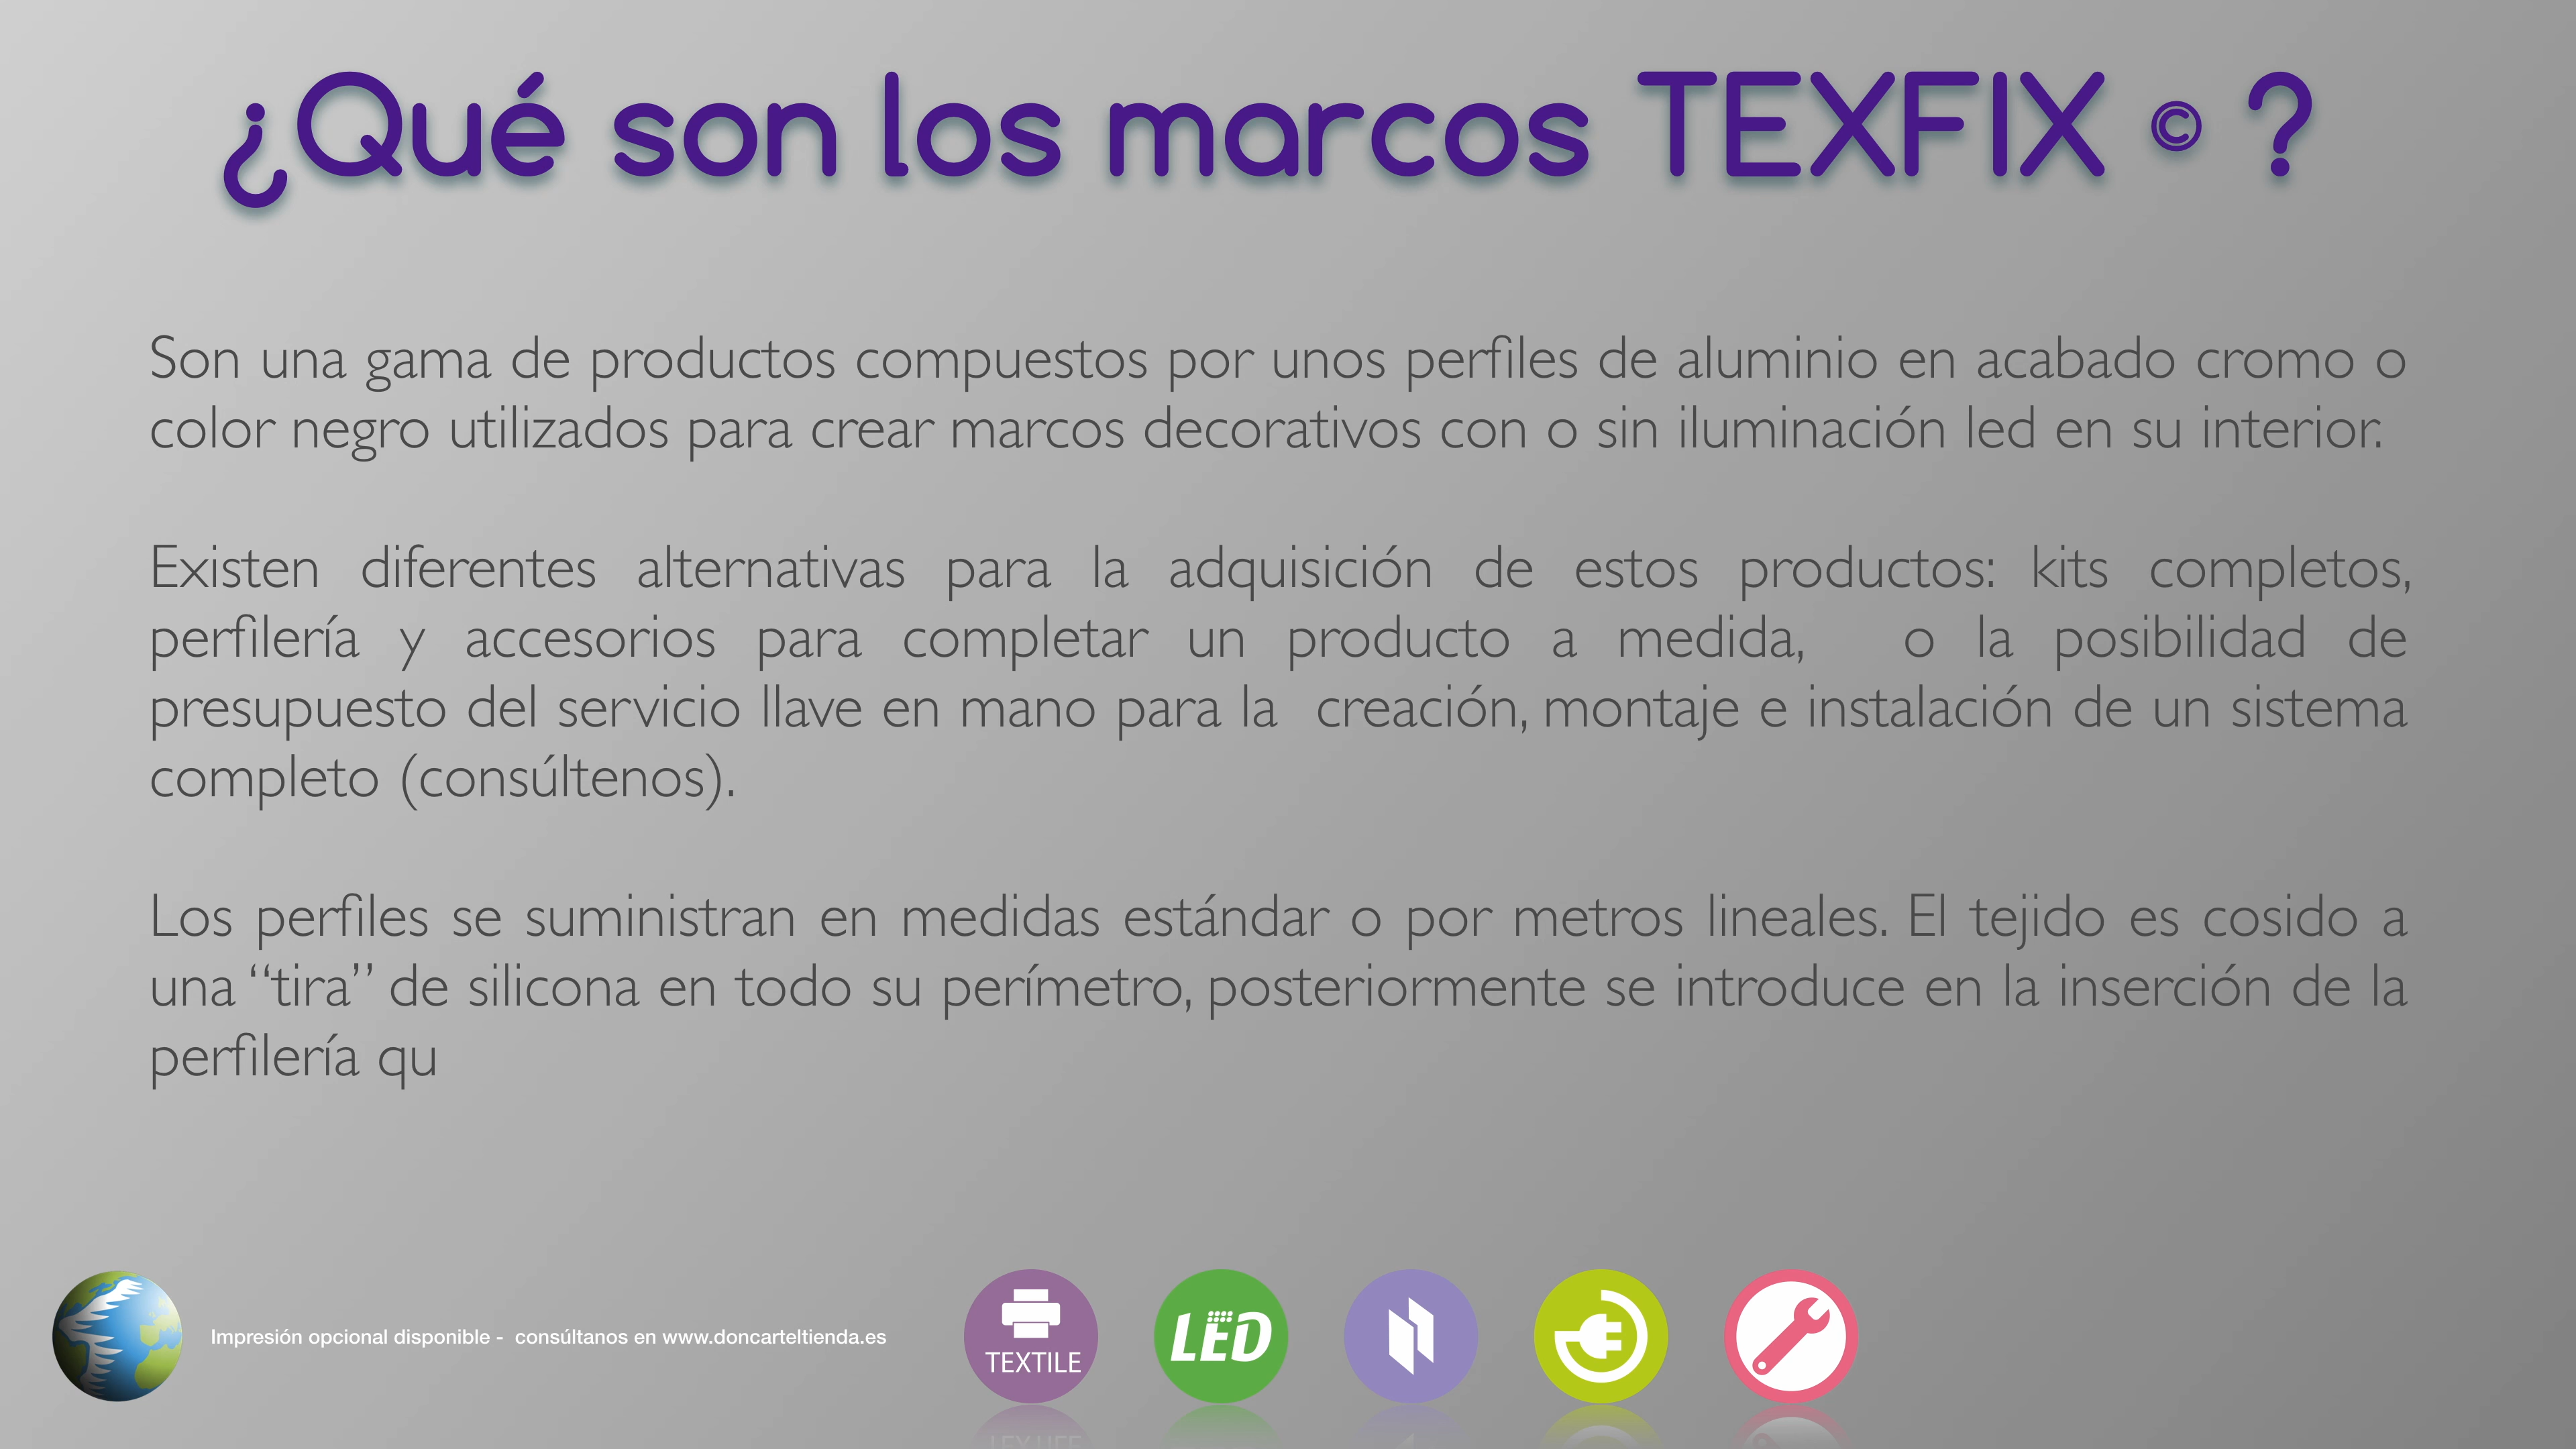 ¿Qué son los marcos TEXFIX © ?
Son una gama de productos compuestos por unos perfiles de aluminio en acabado cromo o
color negro utilizados para crear marcos decorativos con o sin iluminación led en su interior.
Existen diferentes alternativas para la adquisición de estos productos: kits completos,
perfilería y accesorios para completar un producto a medida, o la posibilidad de
presupuesto del servicio llave en mano para la creación, montaje e instalación de un sistema
completo (consúltenos).
Los perfiles se suministran en medidas estándar o por metros lineales. El tejido es cosido a
una “tira” de silicona en todo su perímetro, posteriormente se introduce en la inserción de la
perfilería qu
Impresión opcional disponible - consúltanos en www.doncarteltienda.es
TEXTILE
LED